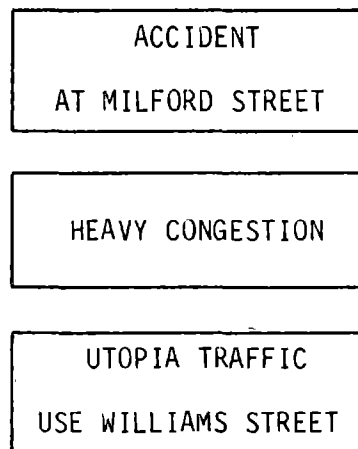 ACCIDENT
AT MILFORD STREET
HEAVY CONGESTION
UTOPIA TRAFFIC
USE WILLIAMS STREET